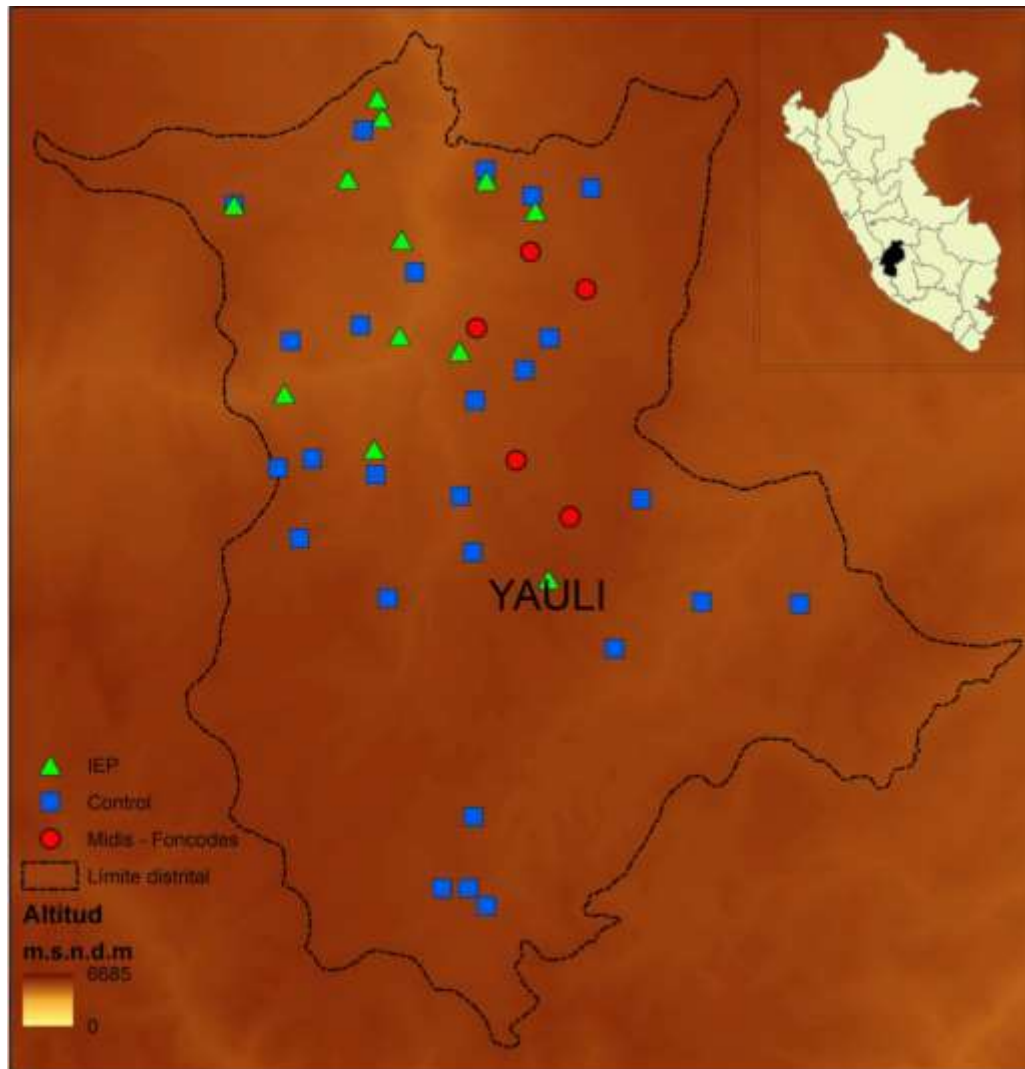 YAULI
IEP
Control
Midis - Foncodes
Límite distrital
Altitud
m.s.n.d.m
6685
0